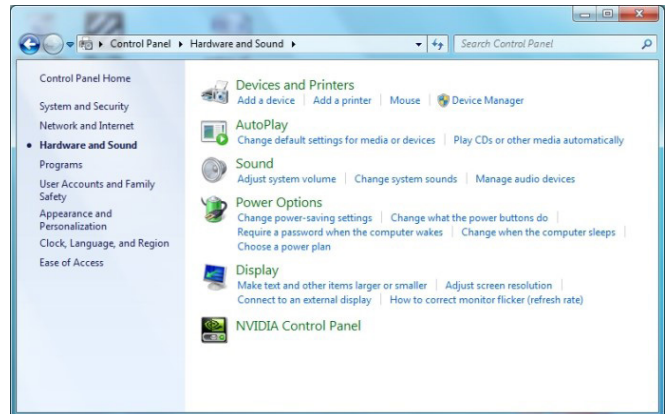 Control Panel ▸ Hardware and Sound ▸
Search Control Panel
Control Panel Home
System and Security
Network and Internet
Hardware and Sound
Programs
User Accounts and Family
Safety
Appearance and
Personalization
Clock, Language, and Region
Ease of Access
Devices and Printers
Add a device | Add a printer | Mouse | Device Manager
AutoPlay
Change default settings for media or devices | Play CDs or other media automatically
Sound
Adjust system volume | Change system sounds | Manage audio devices
Power Options
Change power-saving settings | Change what the power buttons do |
Require a password when the computer wakes | Change when the computer sleeps |
Choose a power plan
Display
Make text and other items larger or smaller | Adjust screen resolution |
Connect to an external display | How to correct monitor flicker (refresh rate)
NVIDIA Control Panel